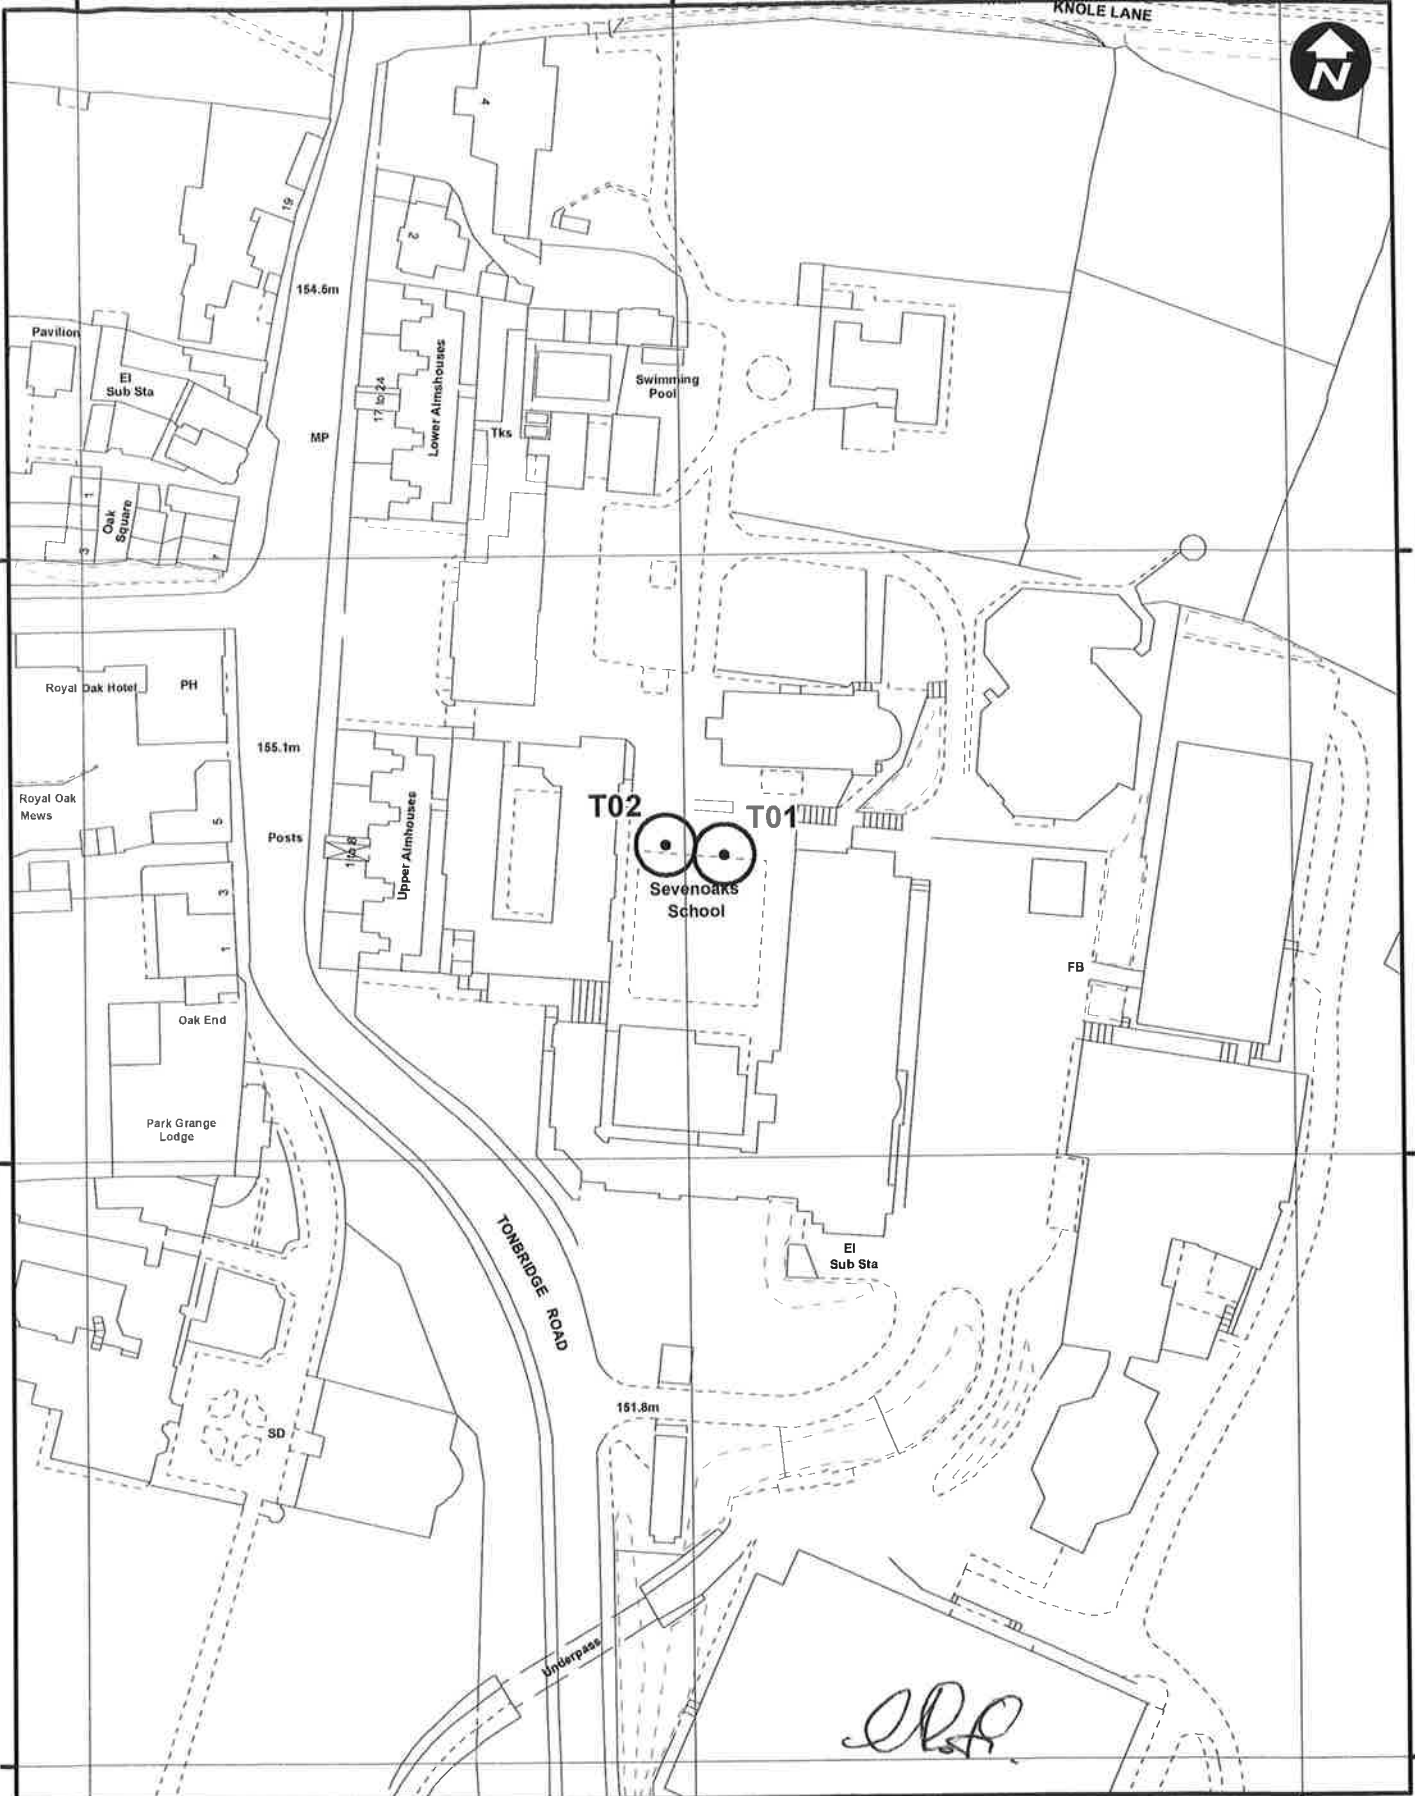 KNOLE LANE
N
4
19
2
154.5m
Pavilion
El
Sub Sta
17 to 24
Lower Almshouses
Swimming
Pool
MP
Tks
1
Oak
Square
3
7
Royal Oak Hotel
PH
155.1m
Royal Oak
Mews
5
Posts
1 to 8
Upper Almhouses
T02
T01
Sevenoaks
School
3
1
FB
Oak End
Park Grange
Lodge
TONBRIDGE ROAD
El
Sub Sta
151.8m
SD
Underpass